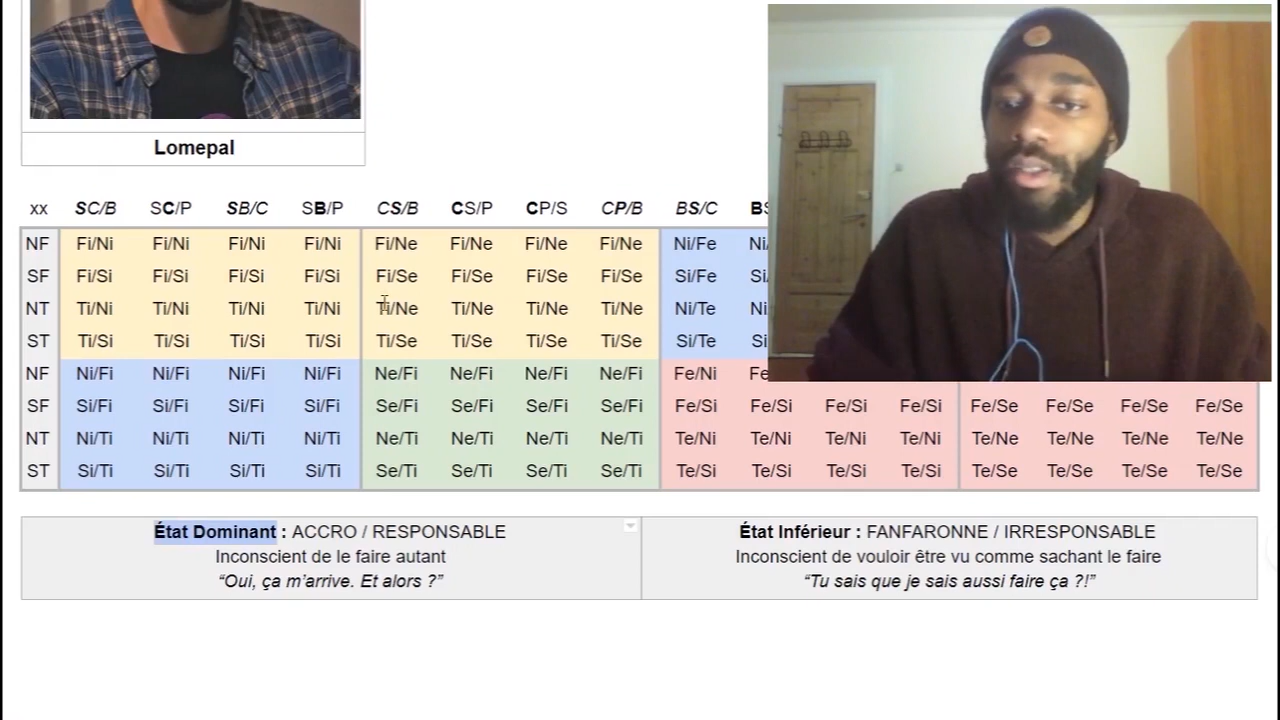 Lomepal
xx SC/B SC/P SB/C SB/P CS/B CS/P CP/S CP/B BS/C
NF Fi/Ni Fi/Ni Fi/Ni Fi/Ni Fi/Ne Fi/Ne Fi/Ne Fi/Ne Ni/Fe
SF Fi/Si Fi/Si Fi/Si Fi/Si Fi/Se Fi/Se Fi/Se Fi/Se Si/Fe
NT Ti/Ni Ti/Ni Ti/Ni Ti/Ni Ti/Ne Ti/Ne Ti/Ne Ti/Ne Ni/Te
ST Ti/Si Ti/Si Ti/Si Ti/Si Ti/Se Ti/Se Ti/Se Ti/Se Si/Te
NF Ni/Fi Ni/Fi Ni/Fi Ni/Fi Ne/Fi Ne/Fi Ne/Fi Ne/Fi Fe/Ni
SF Si/Fi Si/Fi Si/Fi Si/Fi Se/Fi Se/Fi Se/Fi Se/Fi Fe/Si Fe/Si Fe/Si Fe/Si Fe/Se Fe/Se Fe/Se Fe/Se
NT Ni/Ti Ni/Ti Ni/Ti Ni/Ti Ne/Ti Ne/Ti Ne/Ti Ne/Ti Te/Ni Te/Ni Te/Ni Te/Ni Te/Ne Te/Ne Te/Ne Te/Ne
ST Si/Ti Si/Ti Si/Ti Si/Ti Se/Ti Se/Ti Se/Ti Se/Ti Te/Si Te/Si Te/Si Te/Si Te/Se Te/Se Te/Se Te/Se
État Dominant : ACCRO / RESPONSABLE
Inconscient de le faire autant
“Oui, ça m’arrive. Et alors ?”
État Inférieur : FANFARONNE / IRRESPONSABLE
Inconscient de vouloir être vu comme sachant le faire
“Tu sais que je sais aussi faire ça ?!”